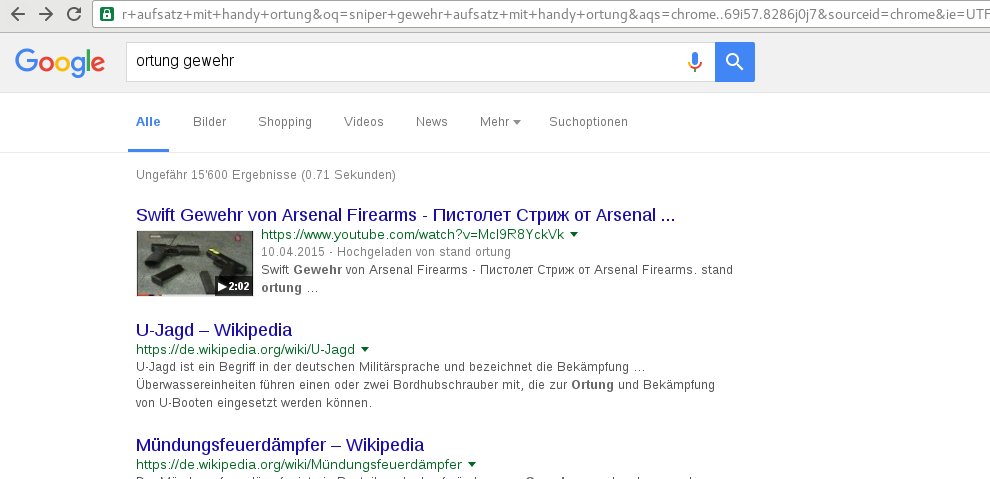 r+aufsatz+mit+handy+ortung&oq=sniper+gewehr+aufsatz+mit+handy+ortung&aqs=chrome..69i57.8286j0j7&sourceid=chrome&ie=UTF
Google
ortung gewehr
Alle Bilder Shopping Videos News Mehr Suchoptionen
Ungefähr 15'600 Ergebnisse (0.71 Sekunden)
Swift Gewehr von Arsenal Firearms - Пистолет Стриж от Arsenal ...
https://www.youtube.com/watch?v=McI9R8YckVk
10.04.2015 - Hochgeladen von stand ortung
Swift Gewehr von Arsenal Firearms - Пистолет Стриж от Arsenal Firearms. stand
ortung ...
2:02
U-Jagd – Wikipedia
https://de.wikipedia.org/wiki/U-Jagd
U-Jagd ist ein Begriff in der deutschen Militärsprache und bezeichnet die Bekämpfung ...
Überwassereinheiten führen einen oder zwei Bordhubschrauber mit, die zur Ortung und Bekämpfung
von U-Booten eingesetzt werden können.
Mündungsfeuerdämpfer – Wikipedia
https://de.wikipedia.org/wiki/Mündungsfeuerdämpfer